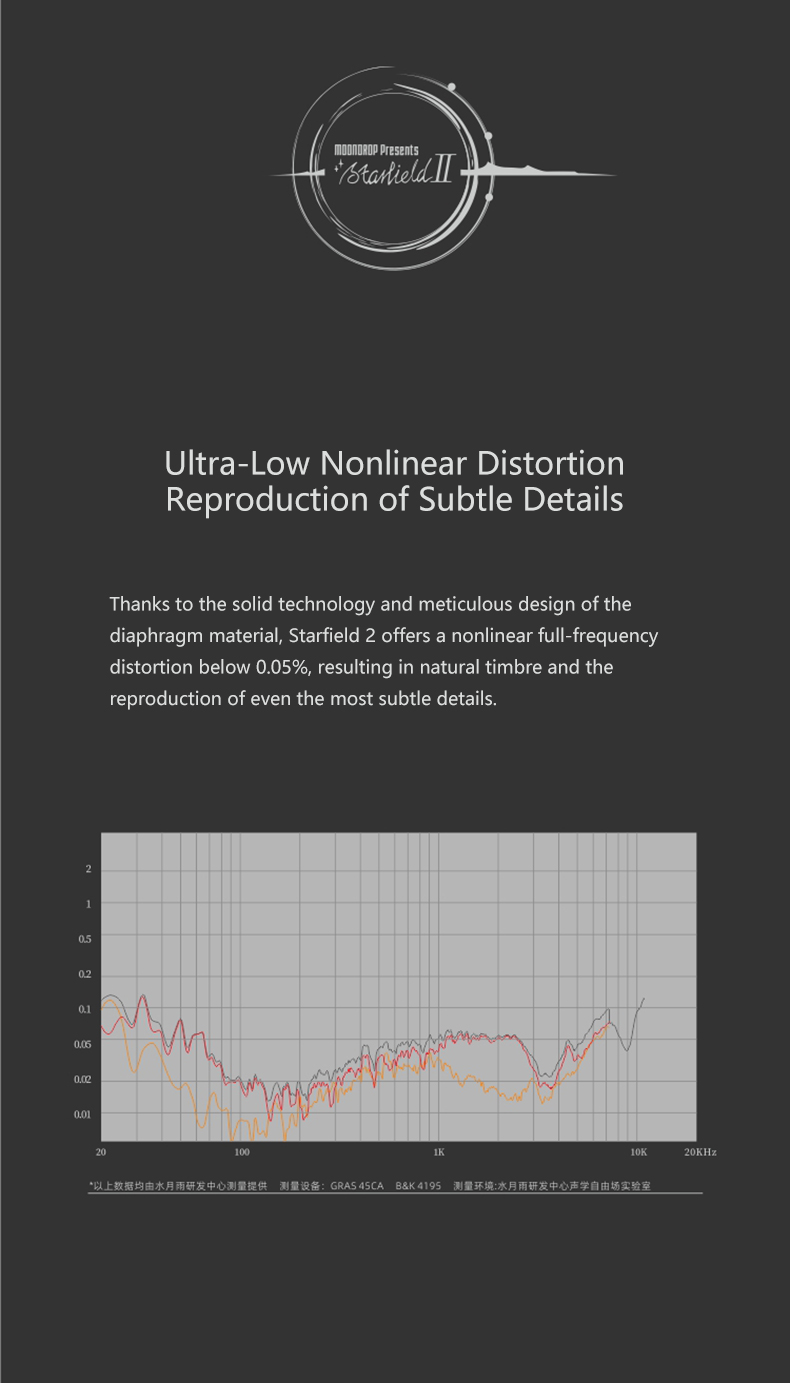 MOONDROP Presents
Starfield II
Ultra-Low Nonlinear Distortion
Reproduction of Subtle Details
Thanks to the solid technology and meticulous design of the
diaphragm material, Starfield 2 offers a nonlinear full-frequency
distortion below 0.05%, resulting in natural timbre and the
reproduction of even the most subtle details.
2
1
0.5
0.2
0.1
0.05
0.02
0.01
20 100 1K 10K 20KHz
*以上数据均由水月雨研发中心测量提供 测量设备：GRAS 45CA B&K 4195 测量环境:水月雨研发中心声学自由场实验室